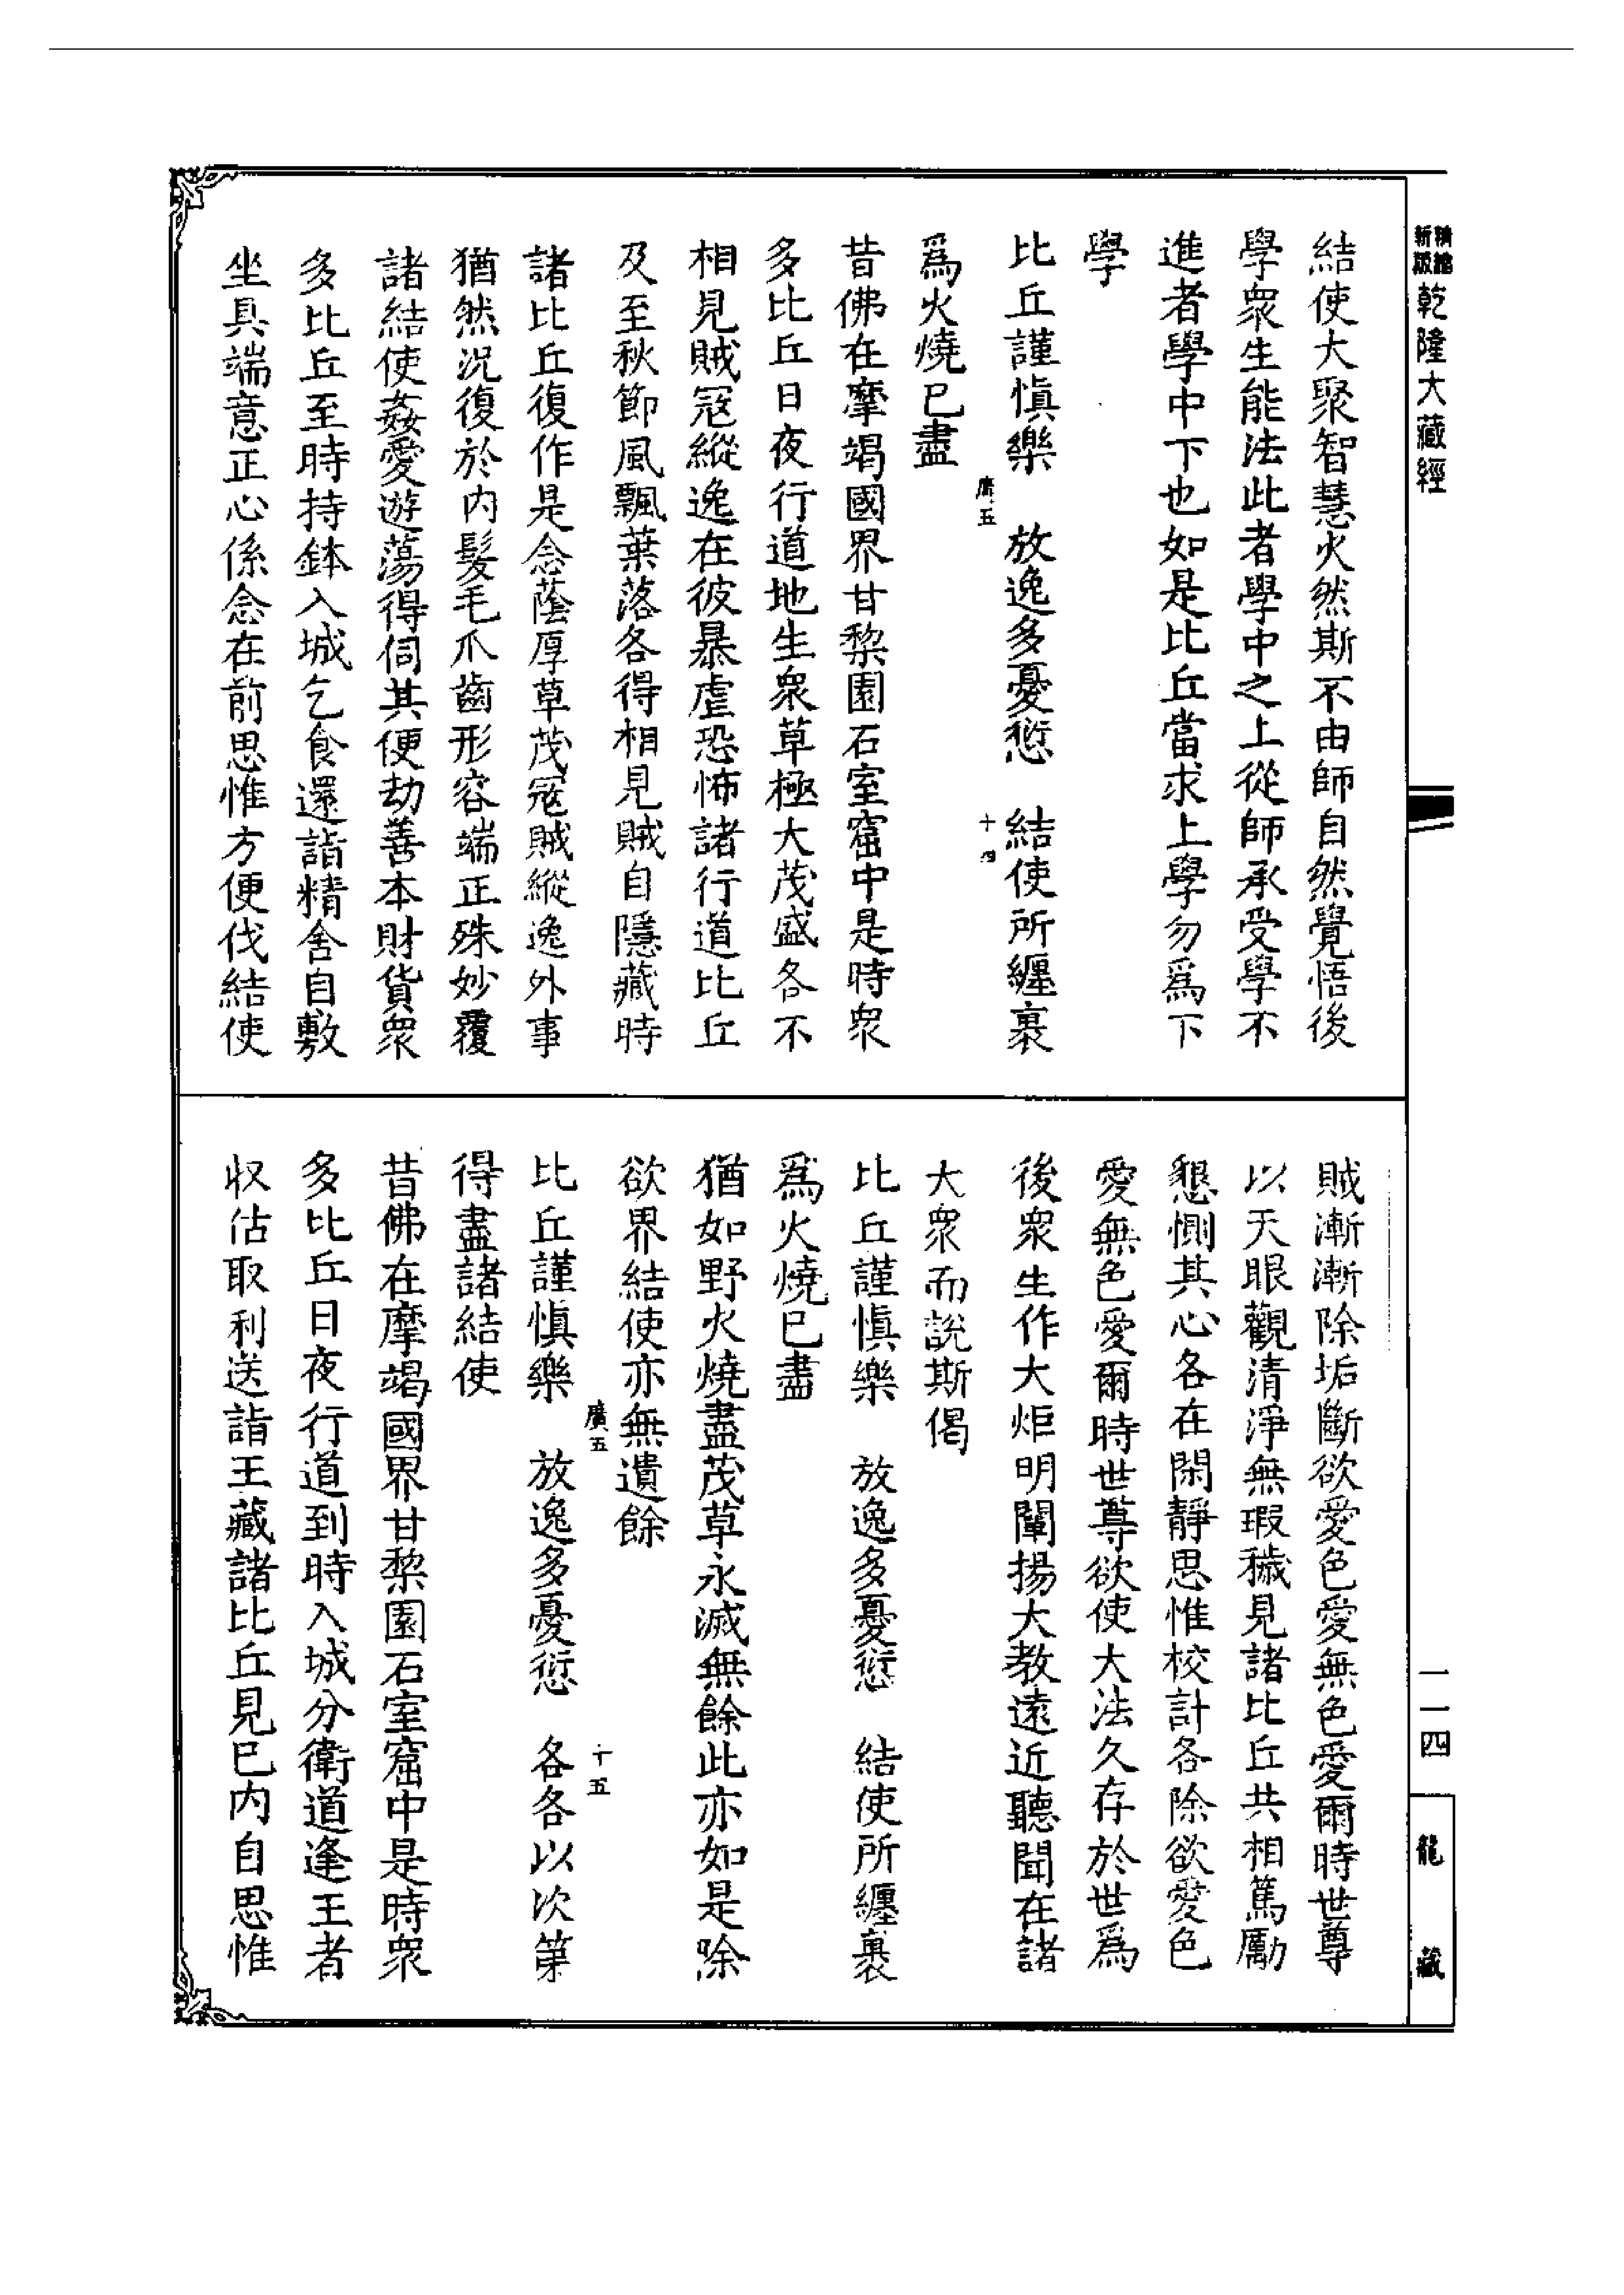 精縮新版乾隆大藏經
結使大聚智慧火然斯不由師自然覺悟後
學衆生能法此者學中之上從師承受學不
進者學中下也如是比丘當求上學勿爲下
學
比丘謹慎樂　放逸多憂愆　結使所纏裹
廣五　十四
爲火燒已盡
昔佛在摩竭國界甘黎園石室窟中是時衆
多比丘日夜行道地生衆草極大茂盛各不
相見賊寇縱逸在彼暴虐恐怖諸行道比丘
及至秋節風飄葉落各得相見賊自隱藏時
諸比丘復作是念蔭厚草茂寇賊縱逸外事
猶然況復於內髮毛爪齒形容端正殊妙覆
諸結使姦愛遊蕩得伺其便劫善本財貨衆
多比丘至時持鉢入城乞食還詣精舍自敷
坐具端意正心係念在前思惟方便伐結使
賊漸漸除垢斷欲愛色愛無色愛爾時世尊
以天眼觀清淨無瑕穢見諸比丘共相篤勵
懇惻其心各在閑靜思惟校計各除欲愛色
愛無色愛爾時世尊欲使大法久存於世爲
後衆生作大炬明闡揚大教遠近聽聞在諸
大衆而說斯偈
比丘謹慎樂　放逸多憂愆　結使所纏裹
爲火燒已盡
猶如野火燒盡茂草永滅無餘此亦如是除
欲界結使亦無遺餘
廣五　十五
比丘謹慎樂　放逸多憂愆　各各以次第
得盡諸結使
昔佛在摩竭國界甘黎園石室窟中是時衆
多比丘日夜行道到時入城分衛道逢王者
收估取利送詣王藏諸比丘見已內自思惟
一一四
龍藏